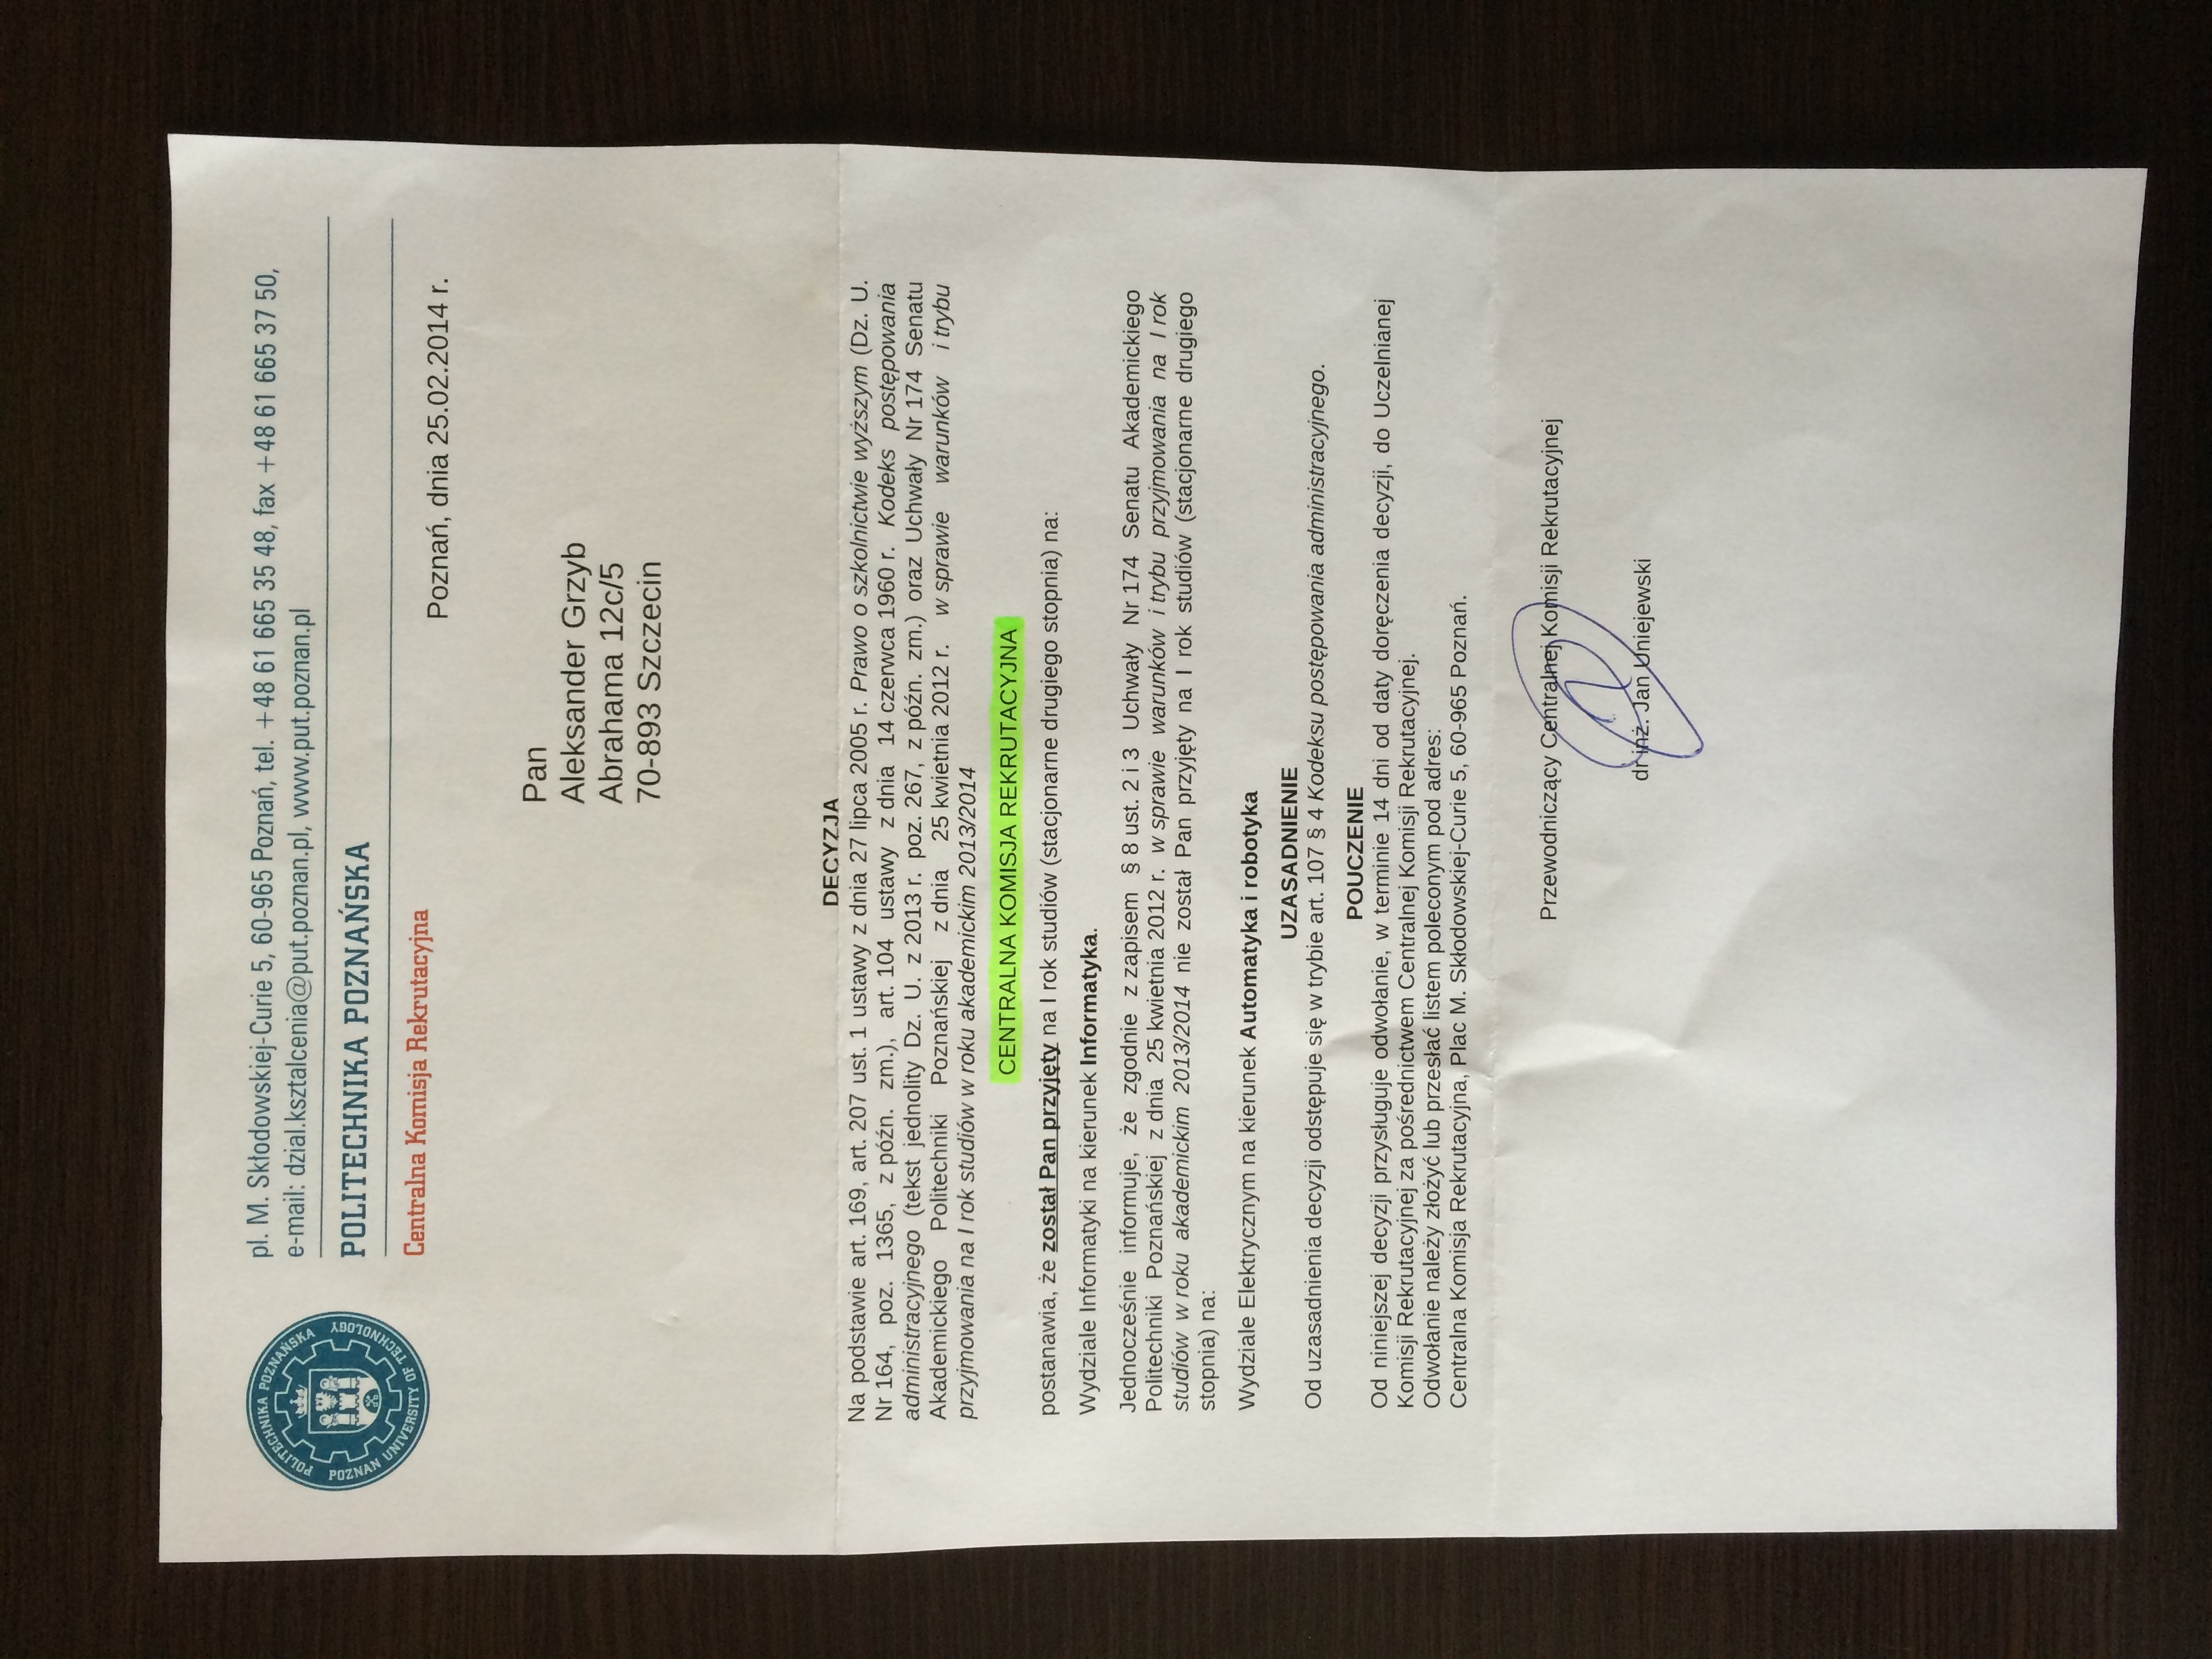 POLITECHNIKA POZNAŃSKA
POZNAN UNIVERSITY OF TECHNOLOGY
pl. M. Skłodowskiej-Curie 5, 60-965 Poznań, tel. +48 61 665 35 48, fax +48 61 665 37 50,
e-mail: dzial.ksztalcenia@put.poznan.pl, www.put.poznan.pl
POLITECHNIKA POZNAŃSKA
Centralna Komisja Rekrutacyjna
Poznań, dnia 25.02.2014 r.
Pan
Aleksander Grzyb
Abrahama 12c/5
70-893 Szczecin
DECYZJA
Na podstawie art. 169, art. 207 ust. 1 ustawy z dnia 27 lipca 2005 r. Prawo o szkolnictwie wyższym (Dz. U.
Nr 164, poz. 1365, z późn. zm.), art. 104 ustawy z dnia 14 czerwca 1960 r. Kodeks postępowania
administracyjnego (tekst jednolity Dz. U. z 2013 r. poz. 267, z późn. zm.) oraz Uchwały Nr 174 Senatu
Akademickiego Politechniki Poznańskiej z dnia 25 kwietnia 2012 r. w sprawie warunków i trybu
przyjmowania na I rok studiów w roku akademickim 2013/2014
CENTRALNA KOMISJA REKRUTACYJNA
postanawia, że został Pan przyjęty na I rok studiów (stacjonarne drugiego stopnia) na:
Wydziale Informatyki na kierunek Informatyka.
Jednocześnie informuje, że zgodnie z zapisem § 8 ust. 2 i 3 Uchwały Nr 174 Senatu Akademickiego
Politechniki Poznańskiej z dnia 25 kwietnia 2012 r. w sprawie warunków i trybu przyjmowania na I rok
studiów w roku akademickim 2013/2014 nie został Pan przyjęty na I rok studiów (stacjonarne drugiego
stopnia) na:
Wydziale Elektrycznym na kierunek Automatyka i robotyka
UZASADNIENIE
Od uzasadnienia decyzji odstępuje się w trybie art. 107 § 4 Kodeksu postępowania administracyjnego.
POUCZENIE
Od niniejszej decyzji przysługuje odwołanie, w terminie 14 dni od daty doręczenia decyzji, do Uczelnianej
Komisji Rekrutacyjnej za pośrednictwem Centralnej Komisji Rekrutacyjnej.
Odwołanie należy złożyć lub przesłać listem poleconym pod adres:
Centralna Komisja Rekrutacyjna, Plac M. Skłodowskiej-Curie 5, 60-965 Poznań.
Przewodniczący Centralnej Komisji Rekrutacyjnej
dr inż. Jan Uniejewski